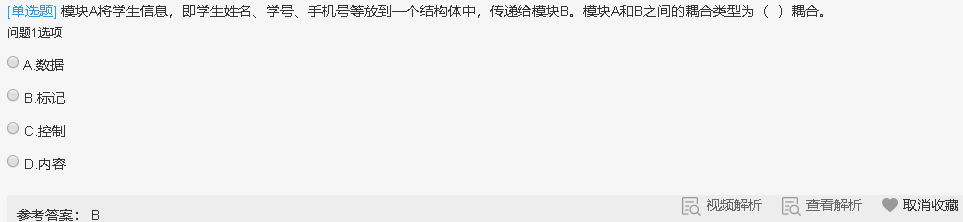 [单选题] 模块A将学生信息，即学生姓名、学号、手机号等放到一个结构体中，传递给模块B。模块A和B之间的耦合类型为（ ）耦合。
问题1选项
A.数据
B.标记
C.控制
D.内容
参考答案： B 视频解析 查看解析 取消收藏